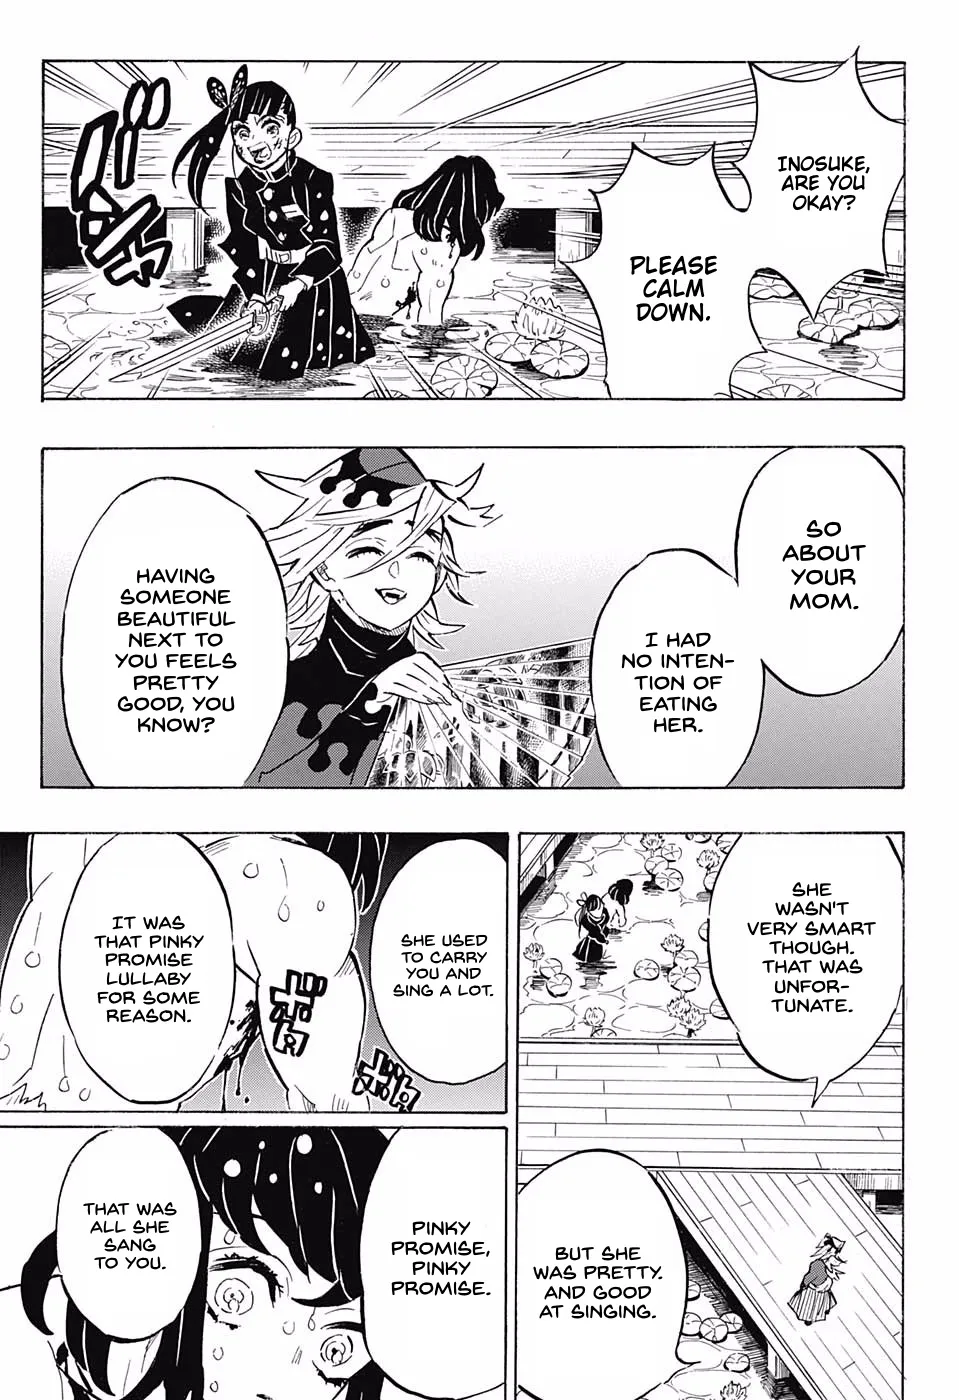 INOSUKE,
ARE YOU
OKAY?
PLEASE
CALM
DOWN.
SO
ABOUT
YOUR
MOM.
I HAD
NO INTEN-
TION OF
EATING
HER.
HAVING
SOMEONE
BEAUTIFUL
NEXT TO
YOU FEELS
PRETTY
GOOD, YOU
KNOW?
SHE
WASN'T
VERY SMART
THOUGH.
THAT WAS
UNFOR-
TUNATE.
BUT SHE
WAS PRETTY.
AND GOOD
AT SINGING.
SHE USED
TO CARRY
YOU AND
SING A LOT.
IT WAS
THAT PINKY
PROMISE
LULLABY
FOR SOME
REASON.
PINKY
PROMISE,
PINKY
PROMISE.
THAT WAS
ALL SHE
SANG
TO YOU.